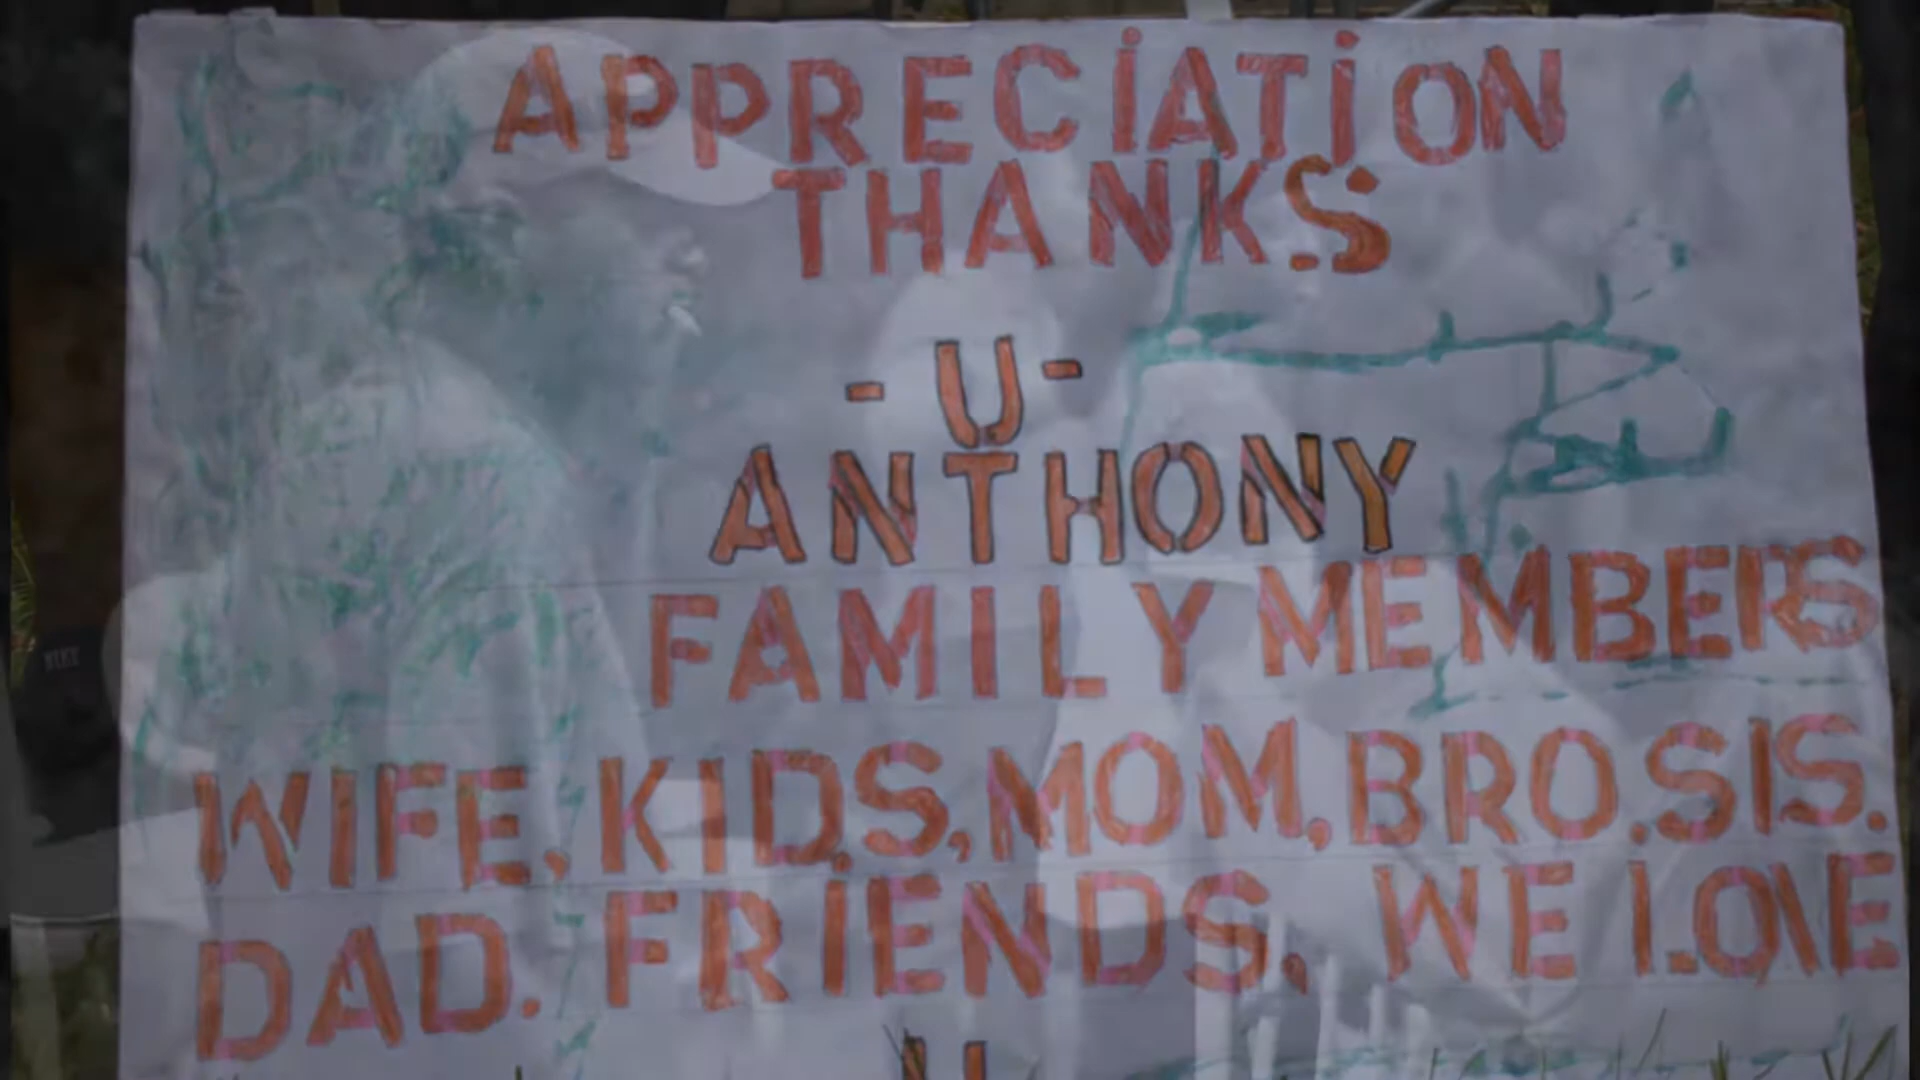 APPRECiATiON
THANKS
- U -
ANTHONY
FAMILY MEMBERS
WIFE, KIDS, MOM, BRO. SIS.
DAD. FRiENDS. WE LOVE
U